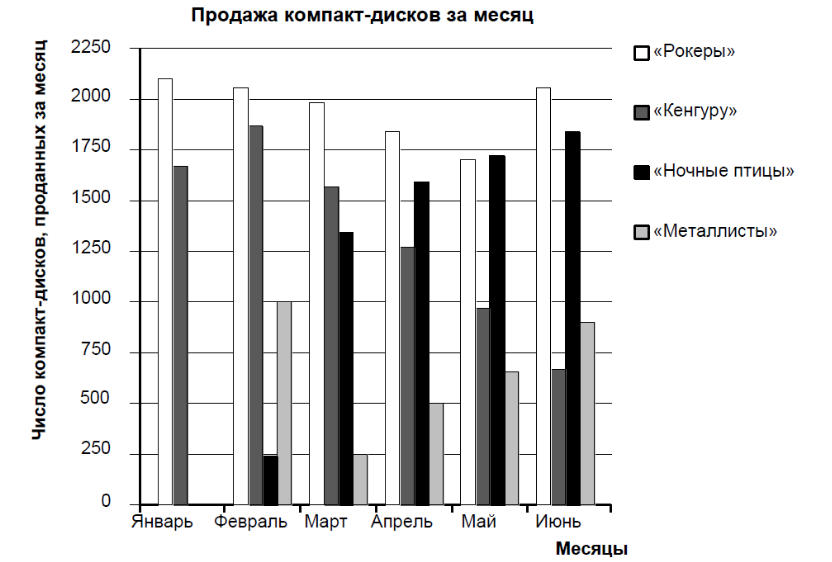 Продажа компакт-дисков за месяц
Число компакт-дисков, проданных за месяц
2250
2000
1750
1500
1250
1000
750
500
250
0
Январь Февраль Март Апрель Май Июнь
Месяцы
«Рокеры»
«Кенгуру»
«Ночные птицы»
«Металлисты»